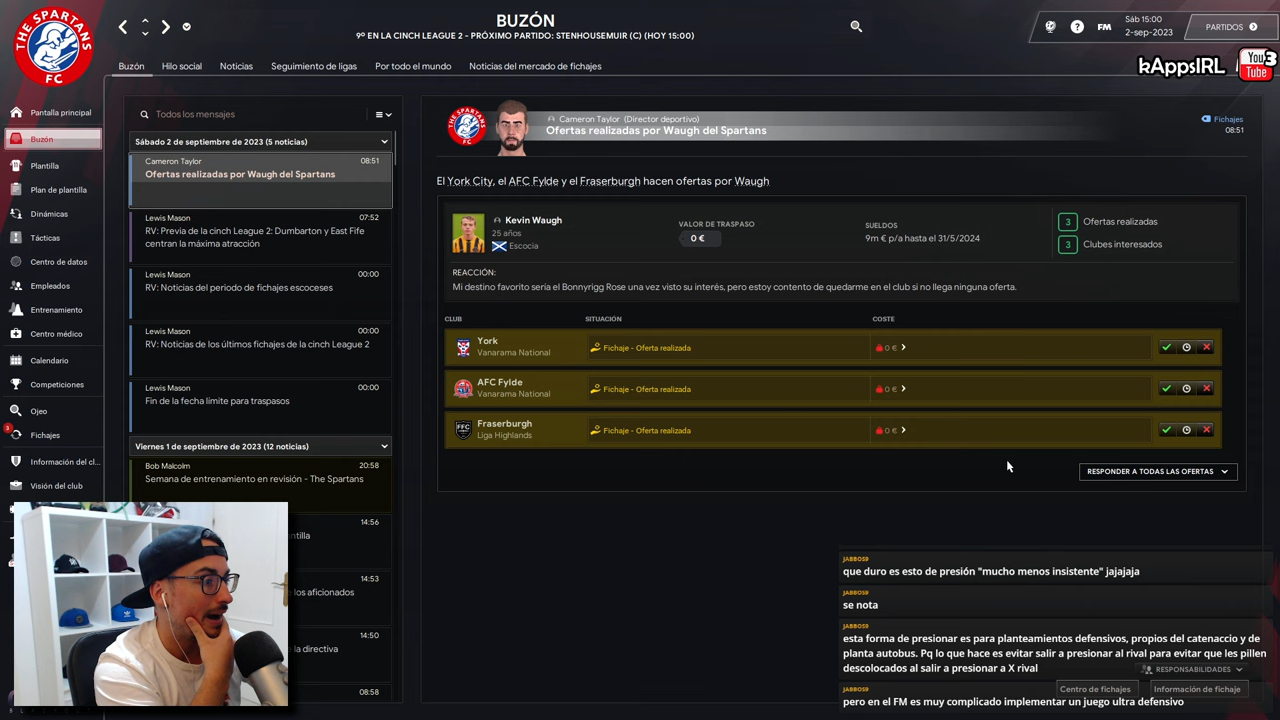 THE SPARTANS
FC
BUZÓN
9º EN LA CINCH LEAGUE 2 - PRÓXIMO PARTIDO: STENHOUSEMUIR (C) (HOY 15:00)
FM
Sáb 15:00
2-sep-2023
PARTIDOS
kAppsIRL
You
Tube
3
Buzón
Hilo social
Noticias
Seguimiento de ligas
Por todo el mundo
Noticias del mercado de fichajes
Pantalla principal
Buzón
Plantilla
Plan de plantilla
Dinámicas
Tácticas
Centro de datos
Empleados
Entrenamiento
Centro médico
Calendario
Competiciones
Ojeo
3
Fichajes
Información del cl...
Visión del club
Todos los mensajes
Sábado 2 de septiembre de 2023 (5 noticias)
Cameron Taylor 08:51
Ofertas realizadas por Waugh del Spartans
Lewis Mason 07:52
RV: Previa de la cinch League 2: Dumbarton y East Fife
centran la máxima atracción
Lewis Mason 00:00
RV: Noticias del periodo de fichajes escoceses
Lewis Mason 00:00
RV: Noticias de los últimos fichajes de la cinch League 2
Lewis Mason 00:00
Fin de la fecha límite para traspasos
Viernes 1 de septiembre de 2023 (12 noticias)
Bob Malcolm 20:58
Semana de entrenamiento en revisión - The Spartans
14:56
14:53
los aficionados
14:50
la directiva
08:58
Cameron Taylor (Director deportivo)
Ofertas realizadas por Waugh del Spartans
Fichajes
08:51
El York City, el AFC Fylde y el Fraserburgh hacen ofertas por Waugh
Kevin Waugh
25 años
Escocia
VALOR DE TRASPASO
0 €
SUELDOS
9m € p/a hasta el 31/5/2024
3 Ofertas realizadas
3 Clubes interesados
REACCIÓN:
Mi destino favorito sería el Bonnyrigg Rose una vez visto su interés, pero estoy contento de quedarme en el club si no llega ninguna oferta.
CLUB SITUACIÓN COSTE
York
Vanarama National
Fichaje - Oferta realizada
0 €
AFC Fylde
Vanarama National
Fichaje - Oferta realizada
0 €
FFC
Fraserburgh
Liga Highlands
Fichaje - Oferta realizada
0 €
RESPONDER A TODAS LAS OFERTAS
JABBOS9
que duro es esto de presión "mucho menos insistente" jajajaja
JABBOS9
se nota
JABBOS9
esta forma de presionar es para planteamientos defensivos, propios del catenaccio y de
planta autobus. Pq lo que hace es evitar salir a presionar al rival para evitar que les pillen
descolocados al salir a presionar a X rival
RESPONSABILIDADES
Centro de fichajes
Información de fichaje
JABBOS9
pero en el FM es muy complicado implementar un juego ultra defensivo